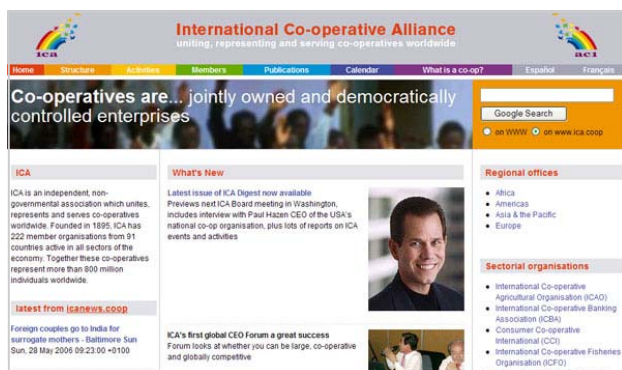 International Co-operative Alliance
uniting, representing and serving co-operatives worldwide
ica
aci
Home Structure Activities Members Publications Calendar What is a co-op? Español Français
Co-operatives are... jointly owned and democratically
controlled enterprises
Google Search
on WWW on www.ica.coop
ICA
ICA is an independent, non-
governmental association which unites,
represents and serves co-operatives
worldwide. Founded in 1895, ICA has
222 member organisations from 91
countries active in all sectors of the
economy. Together these co-operatives
represent more than 800 million
individuals worldwide.
latest from icanews.coop
Foreign couples go to India for
surrogate mothers - Baltimore Sun
Sun, 28 May 2006 09:23:00 +0100
What's New
Latest issue of ICA Digest now available
Previews next ICA Board meeting in Washington,
includes interview with Paul Hazen CEO of the USA's
national co-op organisation, plus lots of reports on ICA
events and activities
ICA's first global CEO Forum a great success
Forum looks at whether you can be large, co-operative
and globally competitive
Regional offices
Africa
Americas
Asia & the Pacific
Europe
Sectorial organisations
International Co-operative
Agricultural Organisation (ICAO)
International Co-operative Banking
Association (ICBA)
Consumer Co-operative
International (CCI)
International Co-operative Fisheries
Organisation (ICFO)